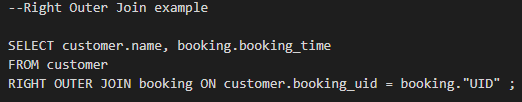 --Right Outer Join example
SELECT customer.name, booking.booking_time
FROM customer
RIGHT OUTER JOIN booking ON customer.booking_uid = booking."UID" ;